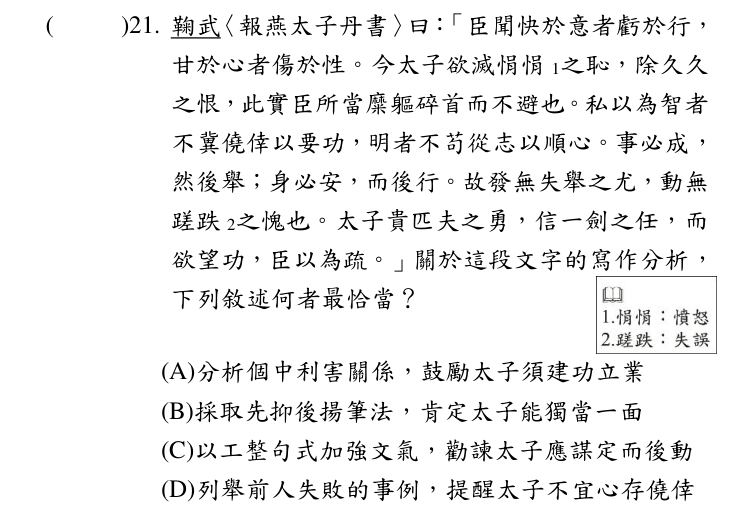 (　　)21. 鞠武〈報燕太子丹書〉曰：「臣聞快於意者虧於行，
甘於心者傷於性。今太子欲滅悁悁1之恥，除久久
之恨，此實臣所當糜軀碎首而不避也。私以為智者
不冀僥倖以要功，明者不苟從志以順心。事必成，
然後舉；身必安，而後行。故發無失舉之尤，動無
蹉跌2之愧也。太子貴匹夫之勇，信一劍之任，而
欲望功，臣以為疏。」關於這段文字的寫作分析，
下列敘述何者最恰當？
1.悁悁：憤怒
2.蹉跌：失誤
(A)分析個中利害關係，鼓勵太子須建功立業
(B)採取先抑後揚筆法，肯定太子能獨當一面
(C)以工整句式加強文氣，勸諫太子應謀定而後動
(D)列舉前人失敗的事例，提醒太子不宜心存僥倖